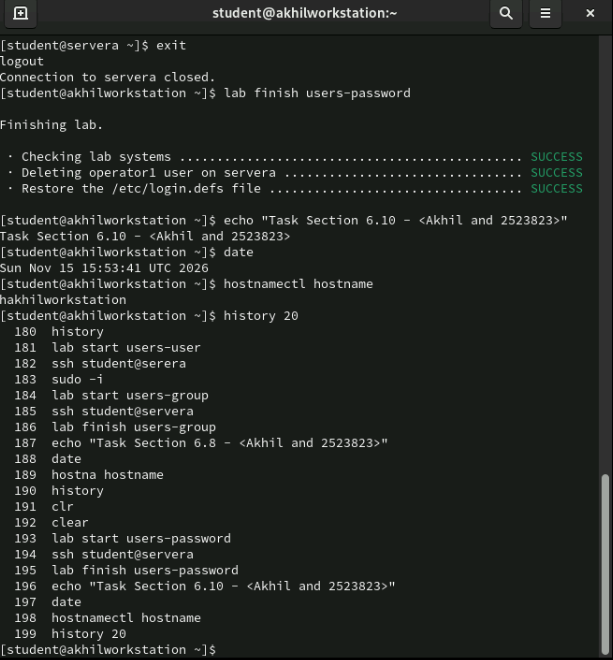 student@akhilworkstation:~
[student@servera ~]$ exit
logout
Connection to servera closed.
[student@akhilworkstation ~]$ lab finish users-password
Finishing lab.
· Checking lab systems ............................................... SUCCESS
· Deleting operator1 user on servera ................................. SUCCESS
· Restore the /etc/login.defs file ................................... SUCCESS
[student@akhilworkstation ~]$ echo "Task Section 6.10 - <Akhil and 2523823>"
Task Section 6.10 - <Akhil and 2523823>
[student@akhilworkstation ~]$ date
Sun Nov 15 15:53:41 UTC 2026
[student@akhilworkstation ~]$ hostnamectl hostname
hakhilworkstation
[student@akhilworkstation ~]$ history 20
180 history
181 lab start users-user
182 ssh student@serera
183 sudo -i
184 lab start users-group
185 ssh student@servera
186 lab finish users-group
187 echo "Task Section 6.8 - <Akhil and 2523823>"
188 date
189 hostna hostname
190 history
191 clr
192 clear
193 lab start users-password
194 ssh student@servera
195 lab finish users-password
196 echo "Task Section 6.10 - <Akhil and 2523823>"
197 date
198 hostnamectl hostname
199 history 20
[student@akhilworkstation ~]$